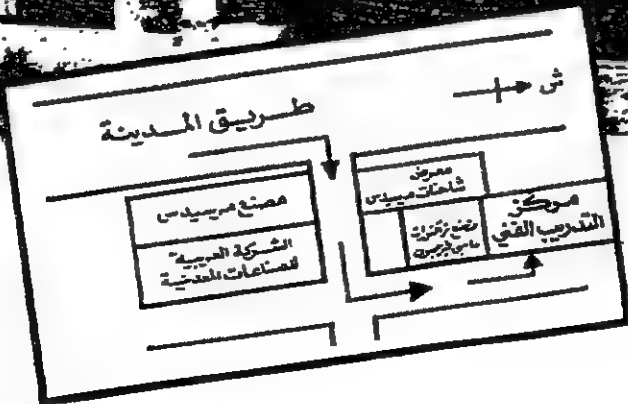 ش
طريق المدينة
معرض
شاحنات مرسيدس
مصنع مرسيدس
مركز
التدريب الفني
الشركة العربية
للصناعات المعدنية